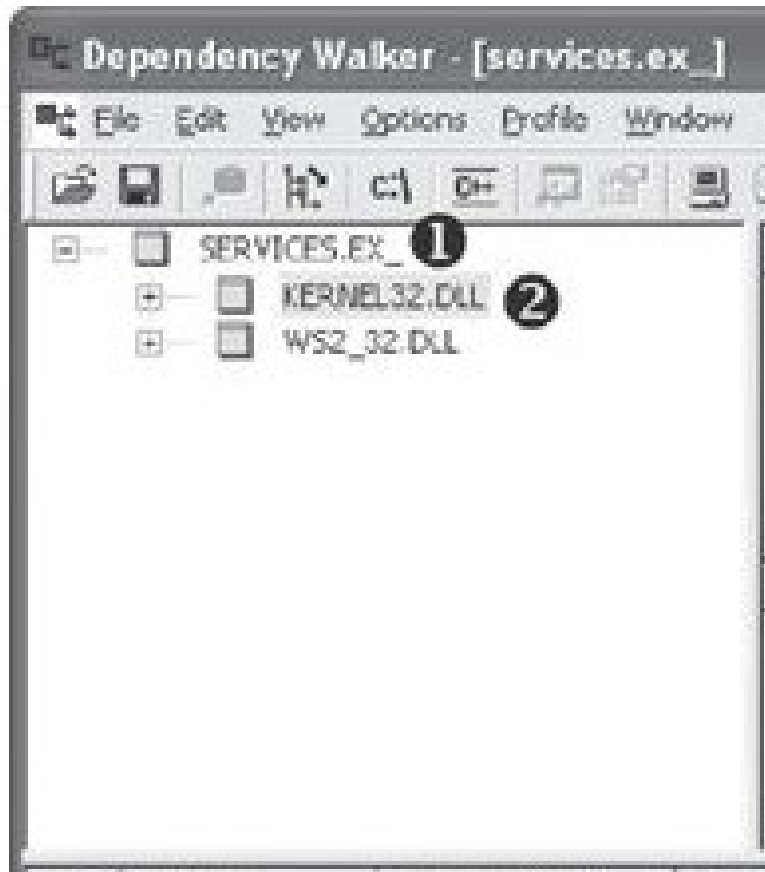 Dependency Walker - [services.ex_]
File Edit View Options Profile Window
C:\
SERVICES.EX_ 1
KERNEL32.DLL 2
WS2_32.DLL